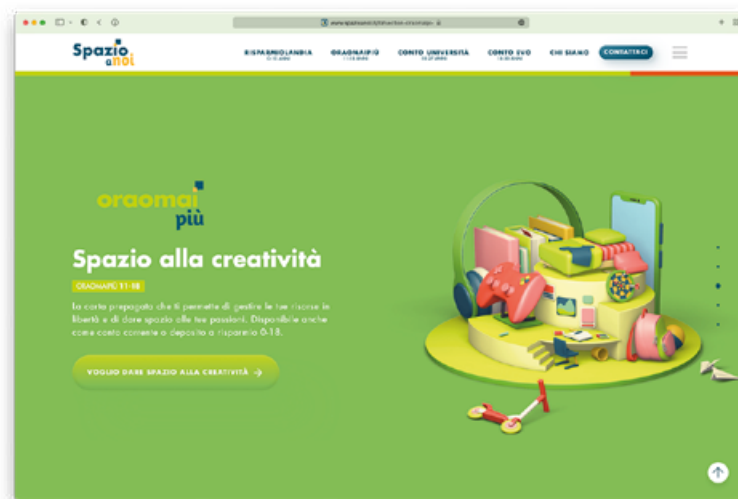 Spazio
a noi
RISPARMIOLANDIA
ORAOMAIPIÙ
CONTO UNIVERSITÀ
CONTO EVO
CHI SIAMO
CONTATTACI
oraomai
più
Spazio alla creatività
ORAOMAIPIÙ 11-18
La carta prepagata che ti permette di gestire le tue risorse in
libertà e di dare spazio alle tue passioni. Disponibile anche
come conto corrente o deposito a risparmio 0-18.
VOGLIO DARE SPAZIO ALLA CREATIVITÀ →